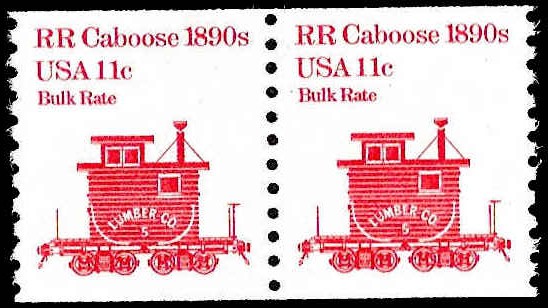 RR Caboose 1890s
USA 11c
Bulk Rate
LUMBER CO
5
RR Caboose 1890s
USA 11c
Bulk Rate
LUMBER CO
5